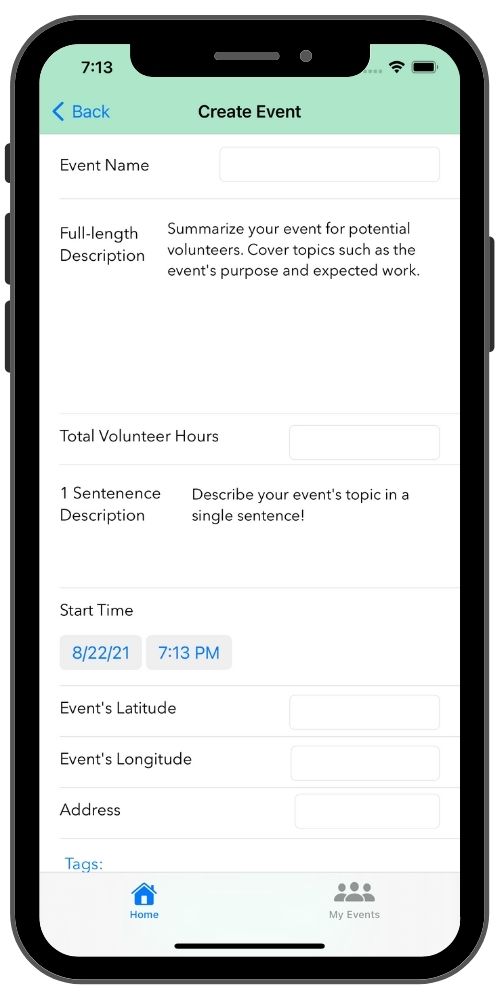 7:13
Back
Create Event
Event Name
Full-length
Description
Summarize your event for potential
volunteers. Cover topics such as the
event's purpose and expected work.
Total Volunteer Hours
1 Sentenence
Description
Describe your event's topic in a
single sentence!
Start Time
8/22/21
7:13 PM
Event's Latitude
Event's Longitude
Address
Tags:
Home
My Events